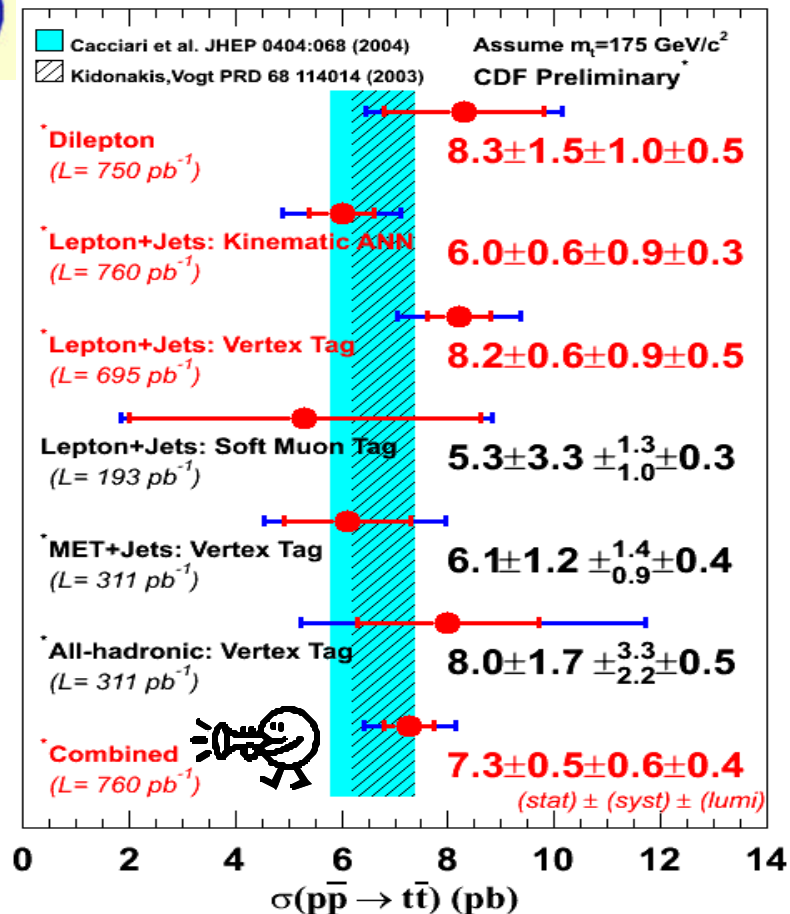 Cacciari et al. JHEP 0404:068 (2004)
Assume mₜ=175 GeV/c²
Kidonakis,Vogt PRD 68 114014 (2003)
CDF Preliminary*
*Dilepton
(L= 750 pb⁻¹)
8.3±1.5±1.0±0.5
*Lepton+Jets: Kinematic ANN
(L= 760 pb⁻¹)
6.0±0.6±0.9±0.3
*Lepton+Jets: Vertex Tag
(L= 695 pb⁻¹)
8.2±0.6±0.9±0.5
Lepton+Jets: Soft Muon Tag
(L= 193 pb⁻¹)
5.3±3.3 ±1.3 1.0±0.3
*MET+Jets: Vertex Tag
(L= 311 pb⁻¹)
6.1±1.2 ±1.4 0.9±0.4
*All-hadronic: Vertex Tag
(L= 311 pb⁻¹)
8.0±1.7 ±3.3 2.2±0.5
*Combined
(L= 760 pb⁻¹)
7.3±0.5±0.6±0.4
(stat) ± (syst) ± (lumi)
0 2 4 6 8 10 12 14
σ(pp̄ → tt̄) (pb)